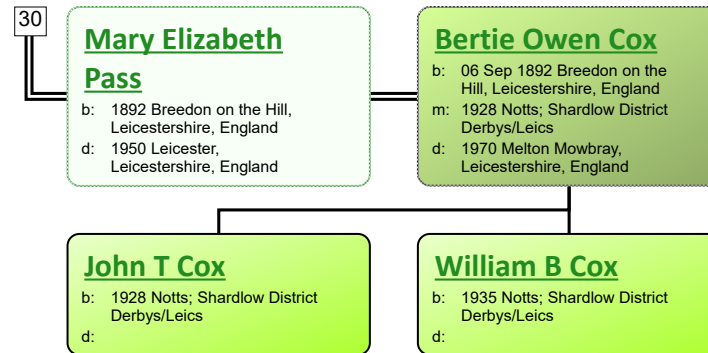 30
Mary Elizabeth
Pass
b: 1892 Breedon on the Hill,
Leicestershire, England
d: 1950 Leicester,
Leicestershire, England
Bertie Owen Cox
b: 06 Sep 1892 Breedon on the
Hill, Leicestershire, England
m: 1928 Notts; Shardlow District
Derbys/Leics
d: 1970 Melton Mowbray,
Leicestershire, England
John T Cox
b: 1928 Notts; Shardlow District
Derbys/Leics
d:
William B Cox
b: 1935 Notts; Shardlow District
Derbys/Leics
d: